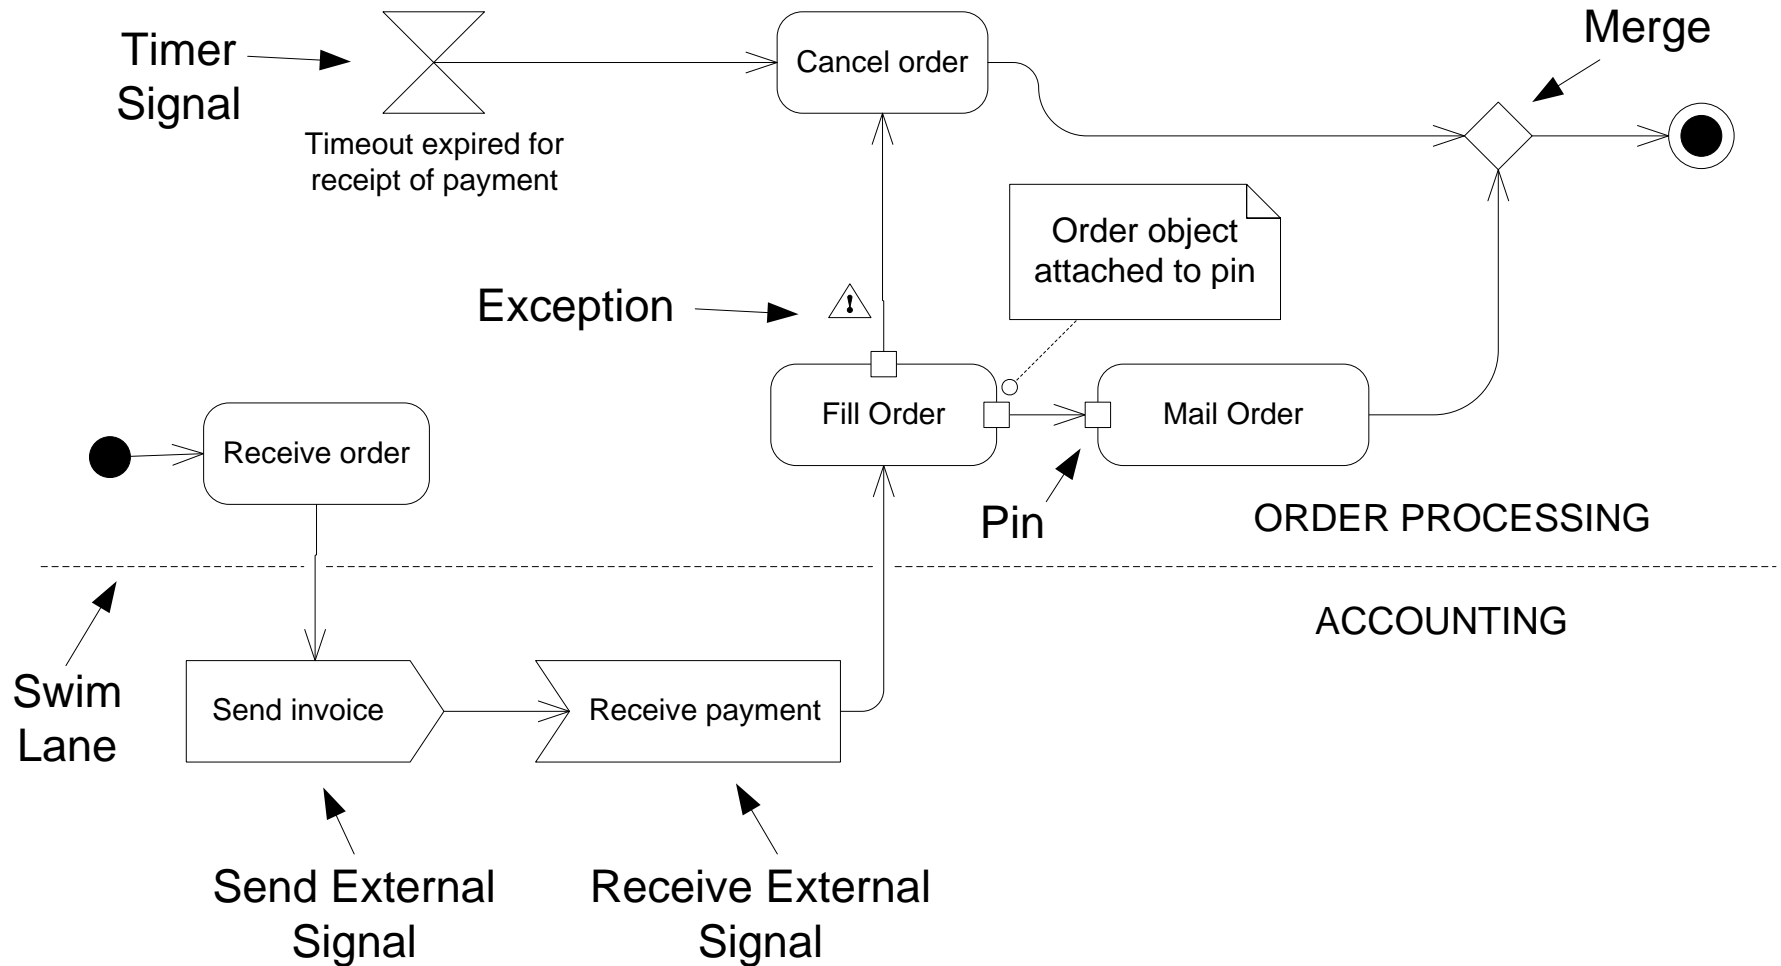 Timer
Signal
Timeout expired for
receipt of payment
Cancel order
Merge
Order object
attached to pin
Exception
Fill Order
Mail Order
Receive order
Pin
ORDER PROCESSING
ACCOUNTING
Swim
Lane
Send invoice
Receive payment
Send External
Signal
Receive External
Signal